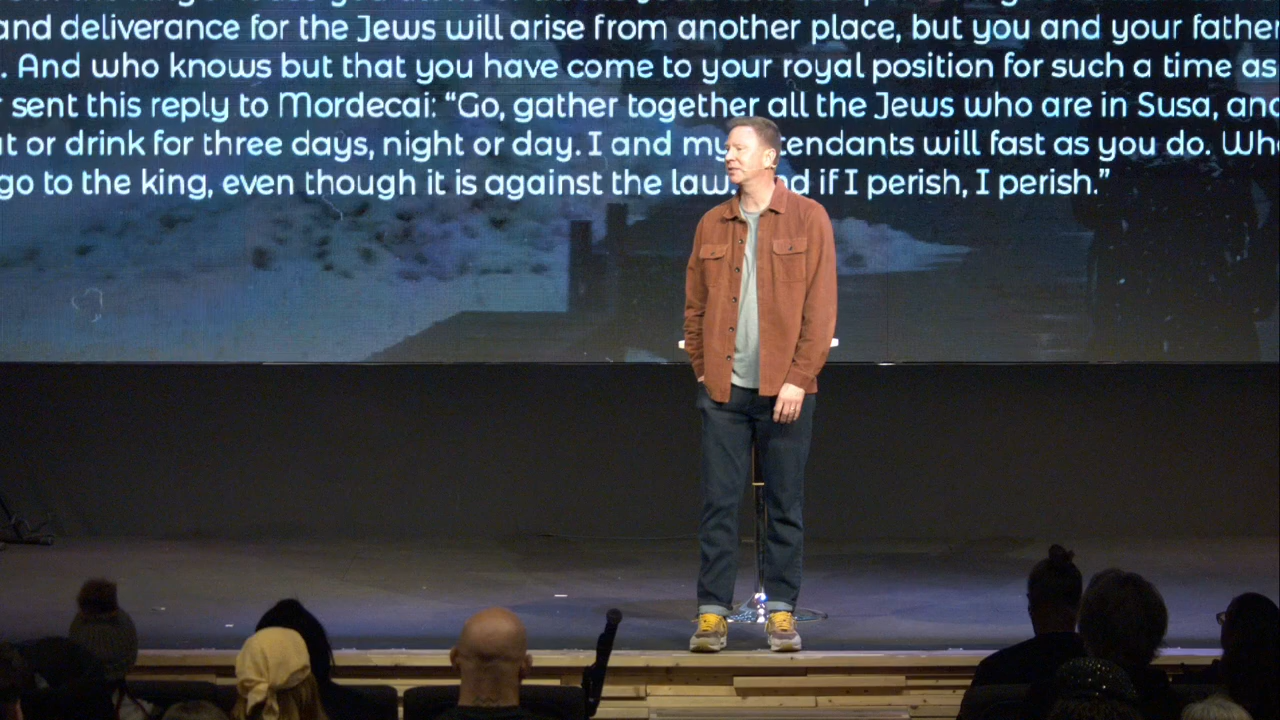 and deliverance for the Jews will arise from another place, but you and your father
. And who knows but that you have come to your royal position for such a time as
sent this reply to Mordecai: “Go, gather together all the Jews who are in Susa, and
or drink for three days, night or day. I and my tendants will fast as you do. Whe
go to the king, even though it is against the law. d if I perish, I perish.”